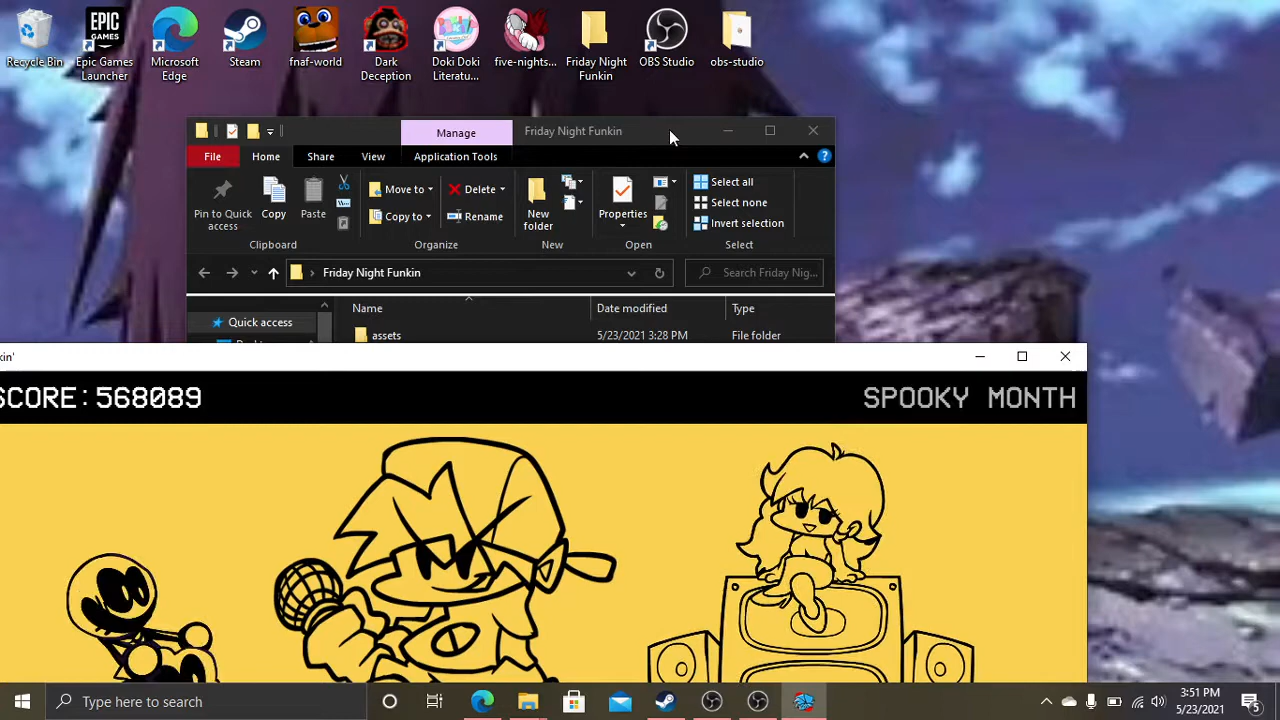 Recycle Bin
EPIC GAMES
Epic Games Launcher
Microsoft Edge
Steam
fnaf-world
Dark Deception
Doki Doki Literatu...
five-nights...
Friday Night Funkin
OBS Studio
obs-studio
Manage
Friday Night Funkin
File
Home
Share
View
Application Tools
Pin to Quick access
Copy
Paste
Move to
Copy to
Delete
Rename
New folder
Properties
Select all
Select none
Invert selection
Clipboard
Organize
New
Open
Select
Friday Night Funkin
Search Friday Nig...
Name
Date modified
Type
Quick access
assets
5/23/2021 3:28 PM
File folder
kin'
SCORE:568089
SPOOKY MONTH
Type here to search
3:51 PM
5/23/2021
5